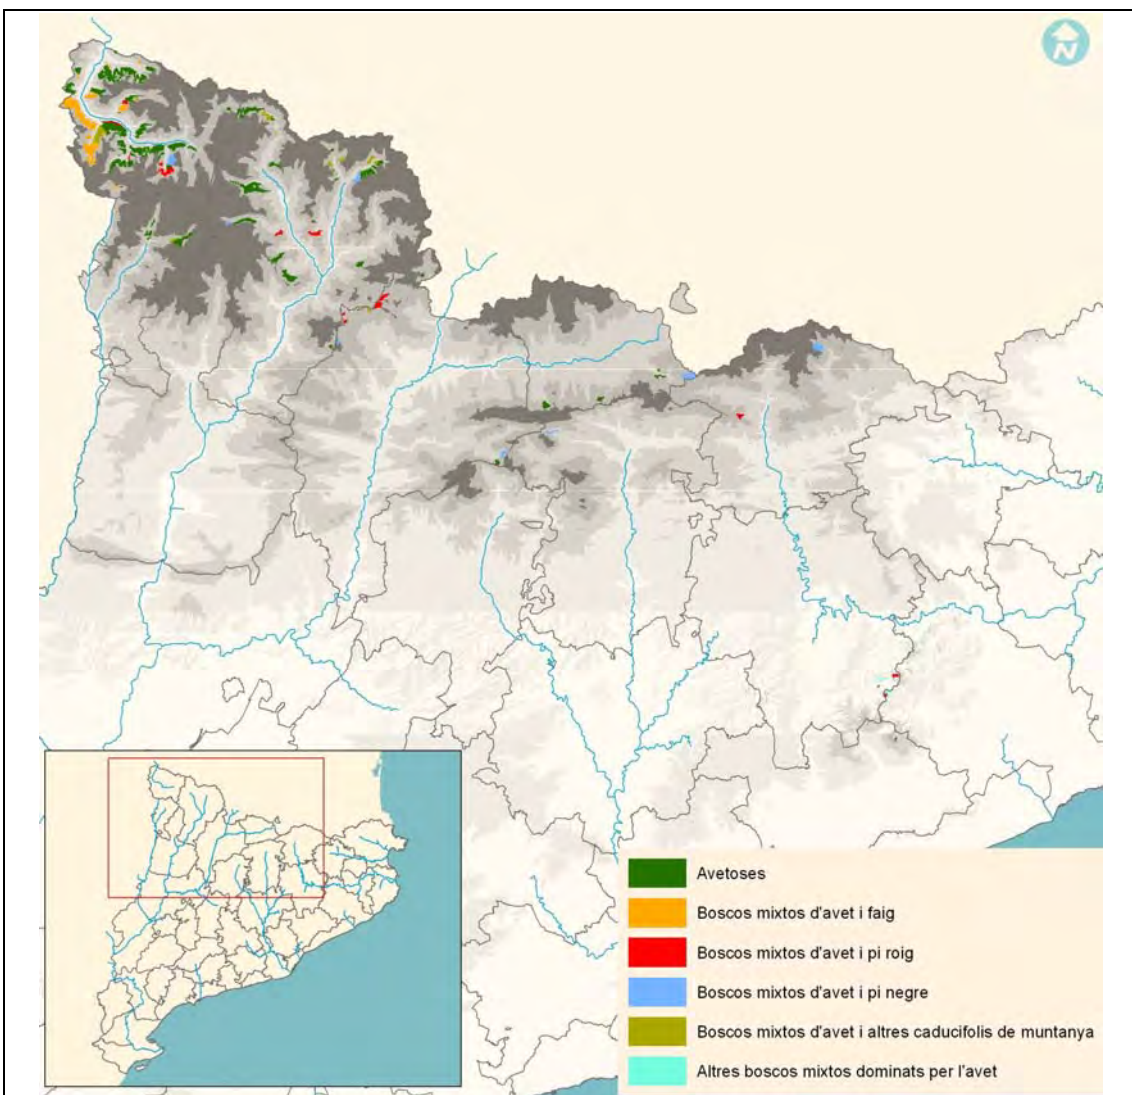 N
Avetoses
Boscos mixtos d'avet i faig
Boscos mixtos d'avet i pi roig
Boscos mixtos d'avet i pi negre
Boscos mixtos d'avet i altres caducifolis de muntanya
Altres boscos mixtos dominats per l'avet